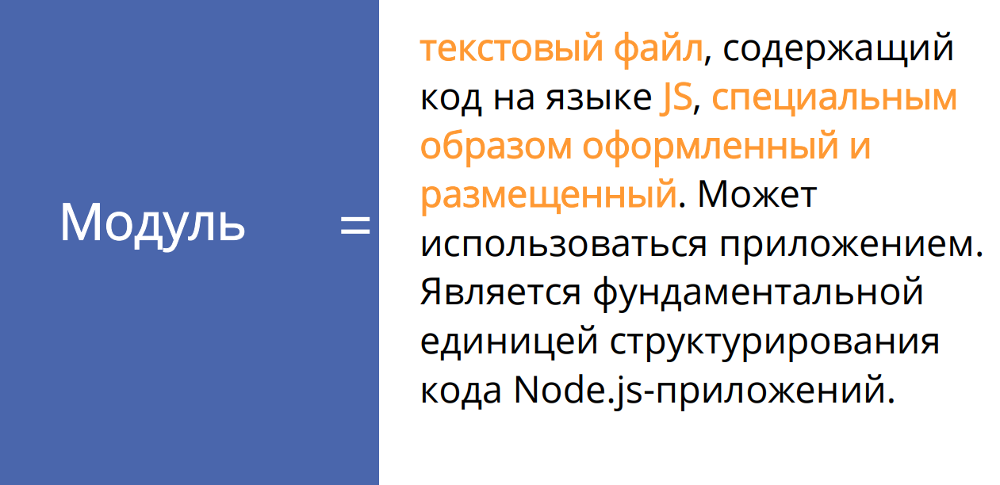 Модуль =
текстовый файл, содержащий
код на языке JS, специальным
образом оформленный и
размещенный. Может
использоваться приложением.
Является фундаментальной
единицей структурирования
кода Node.js-приложений.